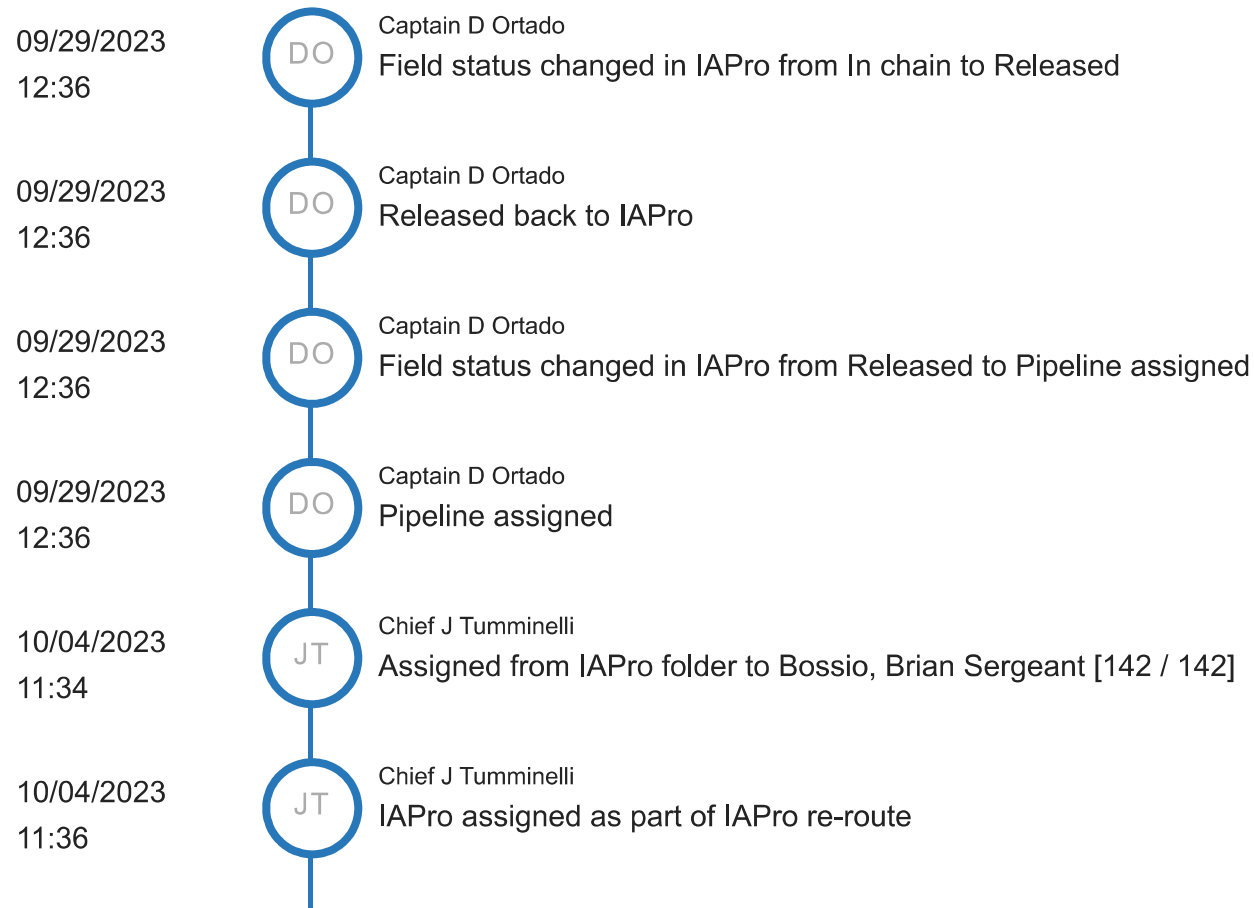 09/29/2023
12:36
DO
Captain D Ortado
Field status changed in IAPro from In chain to Released
09/29/2023
12:36
DO
Captain D Ortado
Released back to IAPro
09/29/2023
12:36
DO
Captain D Ortado
Field status changed in IAPro from Released to Pipeline assigned
09/29/2023
12:36
DO
Captain D Ortado
Pipeline assigned
10/04/2023
11:34
JT
Chief J Tumminelli
Assigned from IAPro folder to Bossio, Brian Sergeant [142 / 142]
10/04/2023
11:36
JT
Chief J Tumminelli
IAPro assigned as part of IAPro re-route